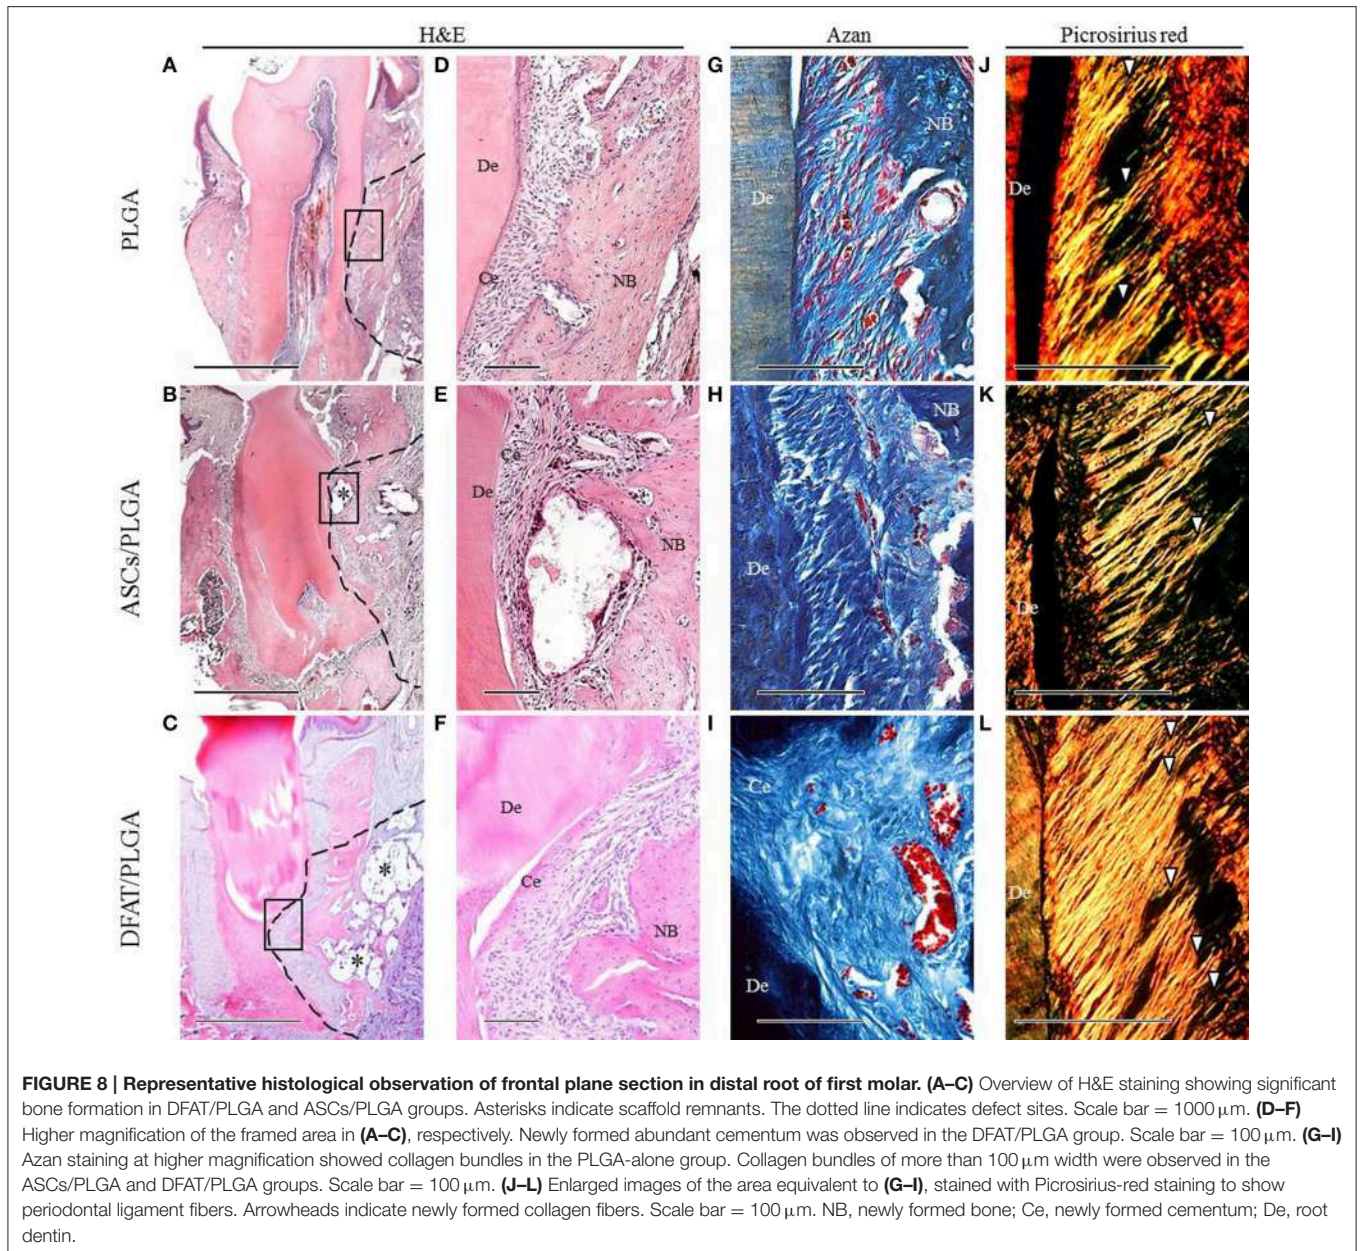 H&E Azan Picrosirius red
A D G J
De De NB De
Ce NB
PLGA
B E H K
Ce NB
De NB De De
ASCs/PLGA
*
C F I L
De Ce De
Ce NB De
DFAT/PLGA
*
*
FIGURE 8 | Representative histological observation of frontal plane section in distal root of first molar. (A–C) Overview of H&E staining showing significant
bone formation in DFAT/PLGA and ASCs/PLGA groups. Asterisks indicate scaffold remnants. The dotted line indicates defect sites. Scale bar = 1000 μm. (D–F)
Higher magnification of the framed area in (A–C), respectively. Newly formed abundant cementum was observed in the DFAT/PLGA group. Scale bar = 100 μm. (G–I)
Azan staining at higher magnification showed collagen bundles in the PLGA-alone group. Collagen bundles of more than 100 μm width were observed in the
ASCs/PLGA and DFAT/PLGA groups. Scale bar = 100 μm. (J–L) Enlarged images of the area equivalent to (G–I), stained with Picrosirius-red staining to show
periodontal ligament fibers. Arrowheads indicate newly formed collagen fibers. Scale bar = 100 μm. NB, newly formed bone; Ce, newly formed cementum; De, root
dentin.